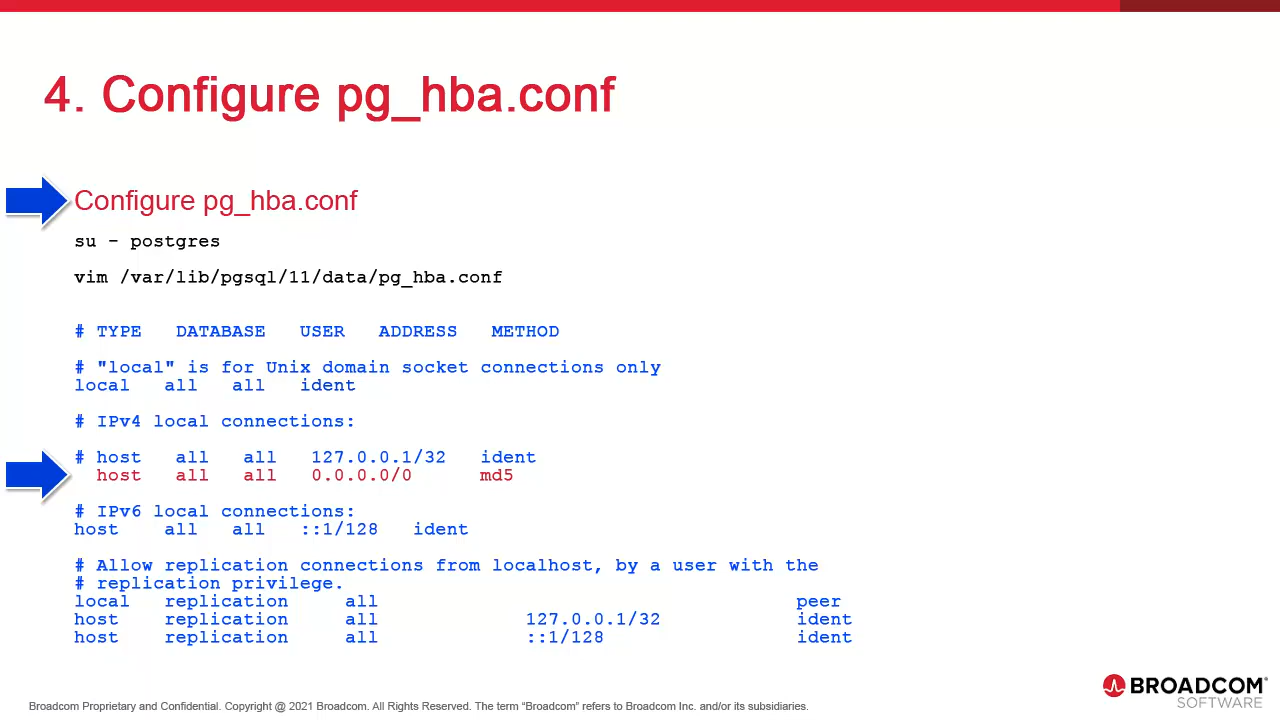 4. Configure pg_hba.conf
Configure pg_hba.conf
su – postgres
vim /var/lib/pgsql/11/data/pg_hba.conf
# TYPE   DATABASE   USER   ADDRESS   METHOD
# "local" is for Unix domain socket connections only
local   all   all   ident
# IPv4 local connections:
# host   all   all   127.0.0.1/32   ident
host   all   all   0.0.0.0/0   md5
# IPv6 local connections:
host   all   all   ::1/128   ident
# Allow replication connections from localhost, by a user with the
# replication privilege.
local   replication   all   peer
host   replication   all   127.0.0.1/32   ident
host   replication   all   ::1/128   ident
BROADCOM®
SOFTWARE
Broadcom Proprietary and Confidential. Copyright @ 2021 Broadcom. All Rights Reserved. The term “Broadcom” refers to Broadcom Inc. and/or its subsidiaries.